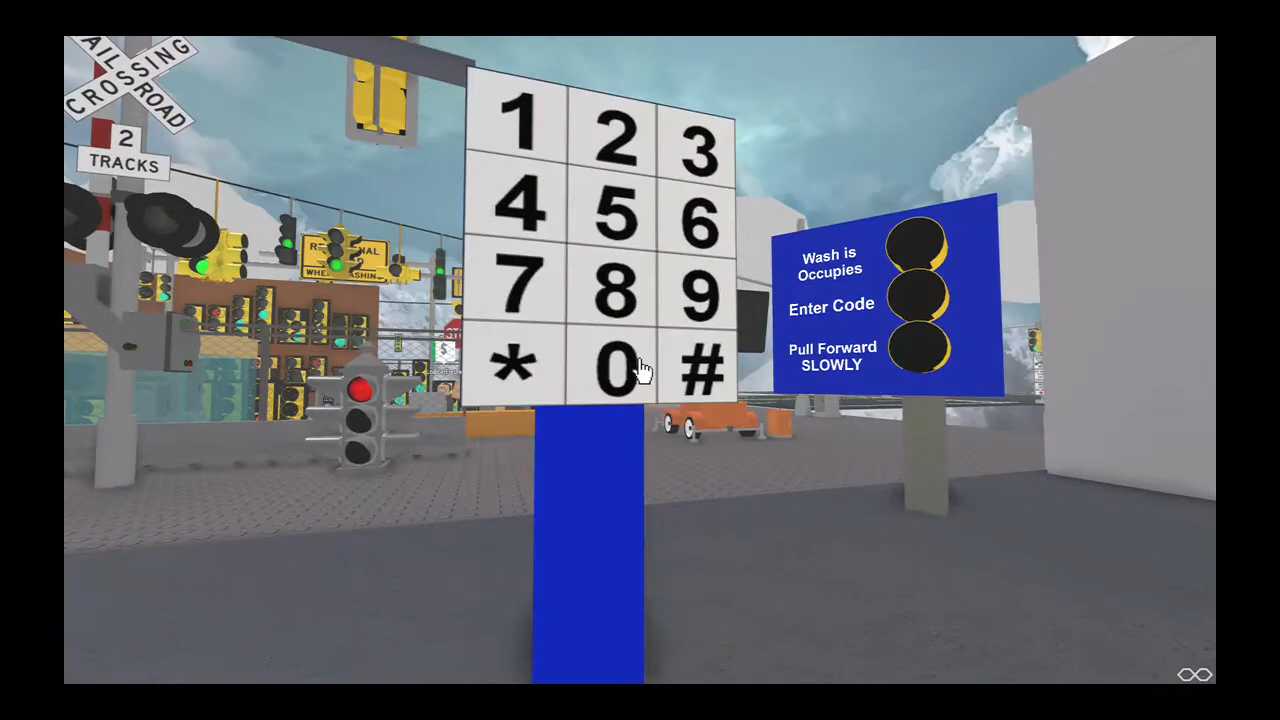 RAIL
ROAD
CROSSING
2
TRACKS
1 2 3
4 5 6
7 8 9
* 0 #
Wash is
Occupies
Enter Code
Pull Forward
SLOWLY